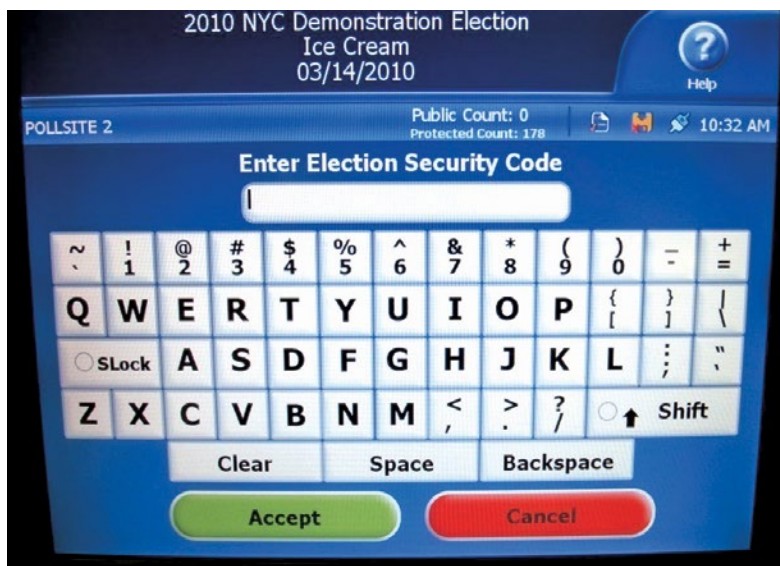 2010 NYC Demonstration Election
Ice Cream
03/14/2010
Help
POLLSITE 2
Public Count: 0
Protected Count: 178
10:32 AM
Enter Election Security Code
~ ! @ # $ % ^ & * ( ) _ +
` 1 2 3 4 5 6 7 8 9 0 - =
Q W E R T Y U I O P { } |
[ ] \
SLock A S D F G H J K L : "
; '
Z X C V B N M < > ? Shift
, . /
Clear Space Backspace
Accept Cancel